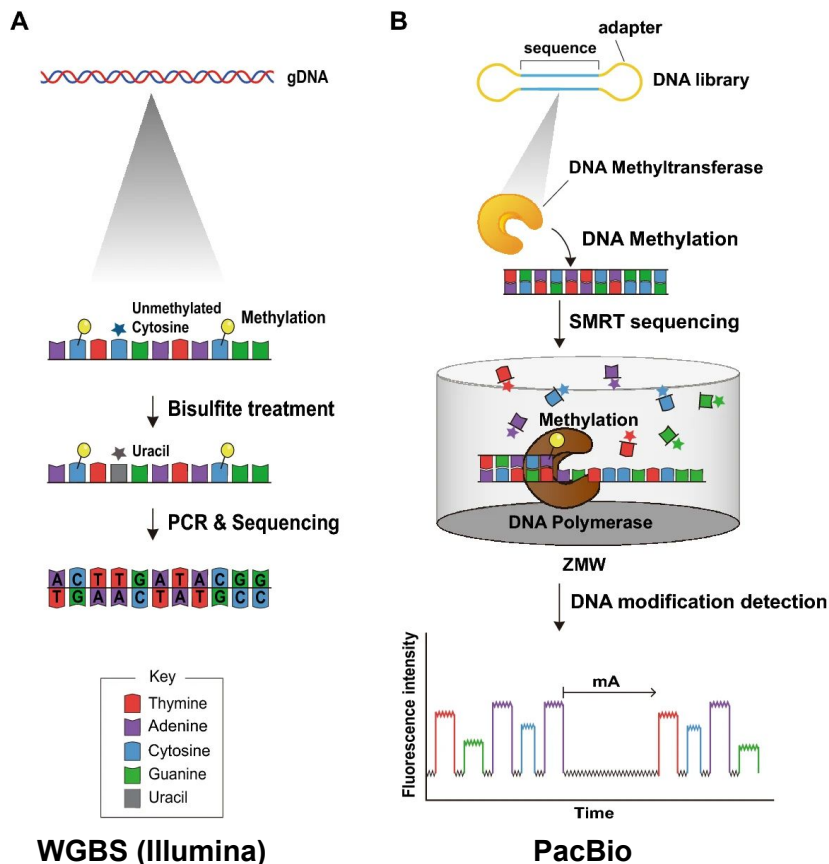 A
gDNA
Unmethylated
Cytosine
Methylation
Bisulfite treatment
Uracil
PCR & Sequencing
A C T T G A T A C G G
T G A A C T A T G C C
Key
Thymine
Adenine
Cytosine
Guanine
Uracil
WGBS (Illumina)
B
adapter
sequence
DNA library
DNA Methyltransferase
DNA Methylation
SMRT sequencing
Methylation
DNA Polymerase
ZMW
DNA modification detection
Fluorescence intensity
mA
Time
PacBio